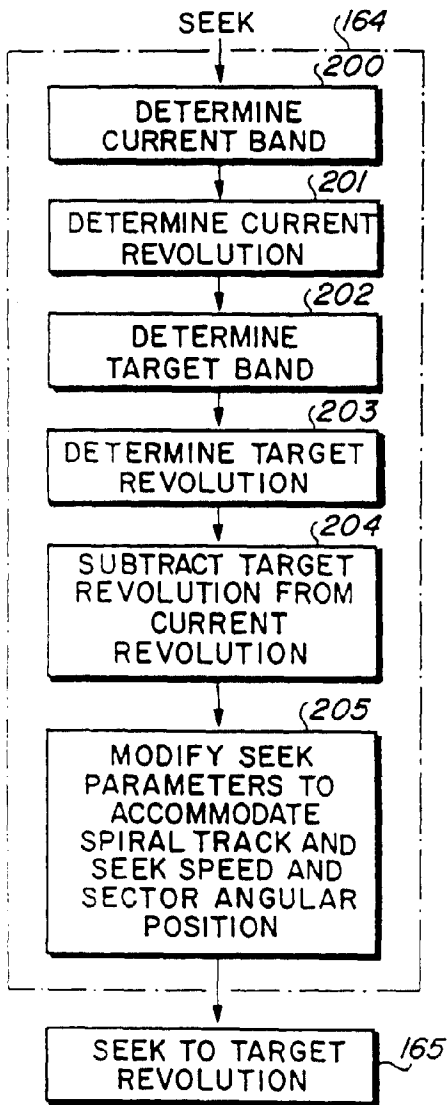 SEEK
164
200
DETERMINE
CURRENT BAND
201
DETERMINE CURRENT
REVOLUTION
202
DETERMINE
TARGET BAND
203
DETERMINE TARGET
REVOLUTION
204
SUBTRACT TARGET
REVOLUTION FROM
CURRENT
REVOLUTION
205
MODIFY SEEK
PARAMETERS TO
ACCOMMODATE
SPIRAL TRACK AND
SEEK SPEED AND
SECTOR ANGULAR
POSITION
SEEK TO TARGET
REVOLUTION
165